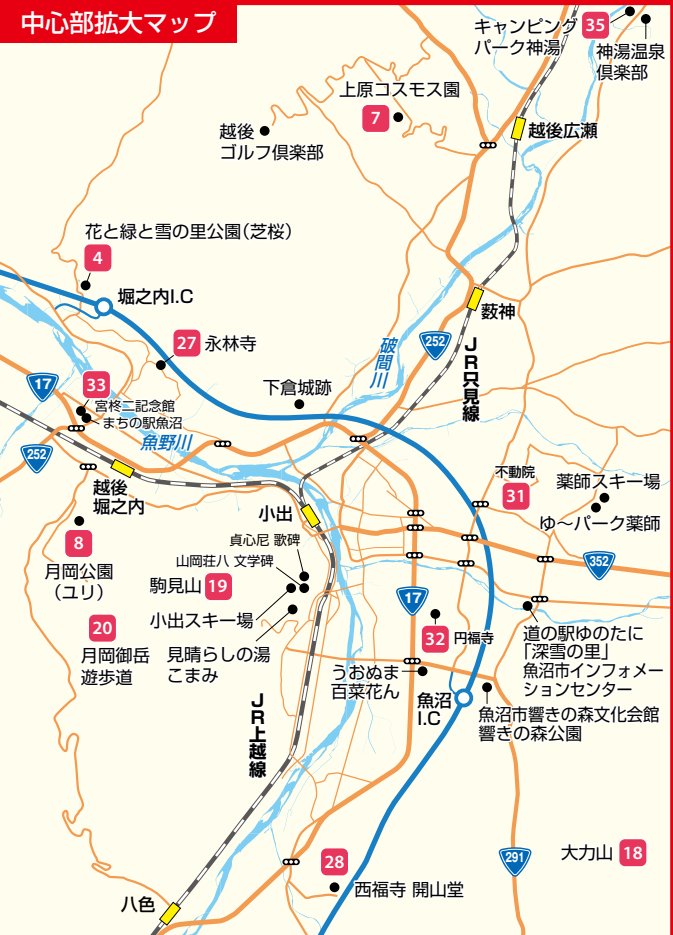 中心部拡大マップ
キャンピング
パーク神湯
35
神湯温泉
倶楽部
上原コスモス園
7
越後
ゴルフ倶楽部
越後広瀬
花と緑と雪の里公園(芝桜)
4
堀之内I.C
藪神
27
永林寺
破間川
252
JR只見線
17
33
宮柊二記念館
まちの駅魚沼
下倉城跡
魚野川
252
越後
堀之内
不動院
31
薬師スキー場
ゆ〜パーク薬師
小出
8
月岡公園
(ユリ)
貞心尼 歌碑
山岡荘八 文学碑
駒見山
19
352
小出スキー場
17
20
月岡御岳
遊歩道
見晴らしの湯
こまみ
32
円福寺
道の駅ゆのたに
「深雪の里」
魚沼市インフォメー
ションセンター
うおぬま
百菜花ん
魚沼
I.C
魚沼市響きの森文化会館
響きの森公園
JR上越線
28
西福寺 開山堂
291
大力山
18
八色